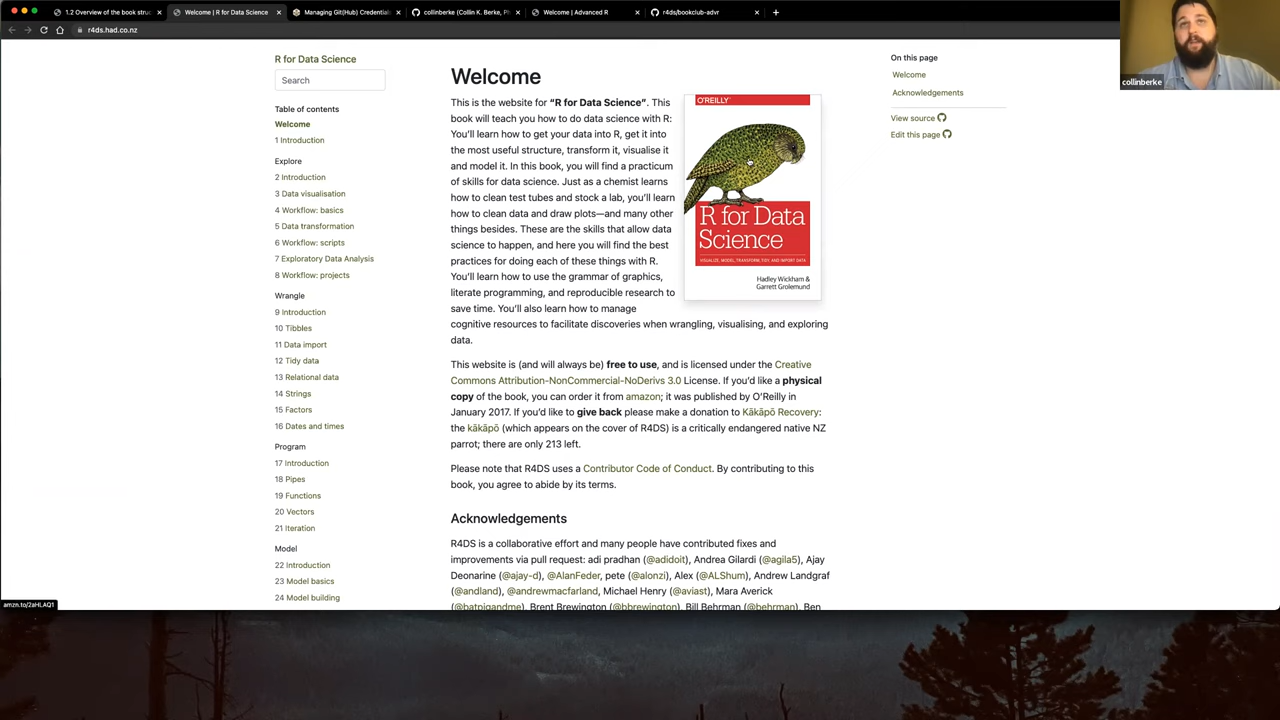 1.2 Overview of the book struc
Welcome | R for Data Science
Managing Git(Hub) Credentials
collinberke (Collin K. Berke, Ph
Welcome | Advanced R
r4ds/bookclub-advr
r4ds.had.co.nz
collinberke
R for Data Science
Search
Table of contents
Welcome
1 Introduction
Explore
2 Introduction
3 Data visualisation
4 Workflow: basics
5 Data transformation
6 Workflow: scripts
7 Exploratory Data Analysis
8 Workflow: projects
Wrangle
9 Introduction
10 Tibbles
11 Data import
12 Tidy data
13 Relational data
14 Strings
15 Factors
16 Dates and times
Program
17 Introduction
18 Pipes
19 Functions
20 Vectors
21 Iteration
Model
22 Introduction
23 Model basics
24 Model building
amzn.to/2aHLAQ1
Welcome
This is the website for “R for Data Science”. This
book will teach you how to do data science with R:
You’ll learn how to get your data into R, get it into
the most useful structure, transform it, visualise it
and model it. In this book, you will find a practicum
of skills for data science. Just as a chemist learns
how to clean test tubes and stock a lab, you’ll learn
how to clean data and draw plots—and many other
things besides. These are the skills that allow data
science to happen, and here you will find the best
practices for doing each of these things with R.
You’ll learn how to use the grammar of graphics,
literate programming, and reproducible research to
save time. You’ll also learn how to manage
cognitive resources to facilitate discoveries when wrangling, visualising, and exploring
data.
O'REILLY
R for Data
Science
VISUALIZE, MODEL, TRANSFORM, TIDY, AND IMPORT DATA
Hadley Wickham &
Garrett Grolemund
This website is (and will always be) free to use, and is licensed under the Creative
Commons Attribution-NonCommercial-NoDerivs 3.0 License. If you’d like a physical
copy of the book, you can order it from amazon; it was published by O’Reilly in
January 2017. If you’d like to give back please make a donation to Kākāpō Recovery:
the kākāpō (which appears on the cover of R4DS) is a critically endangered native NZ
parrot; there are only 213 left.
Please note that R4DS uses a Contributor Code of Conduct. By contributing to this
book, you agree to abide by its terms.
Acknowledgements
R4DS is a collaborative effort and many people have contributed fixes and
improvements via pull request: adi pradhan (@adidoit), Andrea Gilardi (@agila5), Ajay
Deonarine (@ajay-d), @AlanFeder, pete (@alonzi), Alex (@ALShum), Andrew Landgraf
(@andland), @andrewmacfarland, Michael Henry (@aviast), Mara Averick
(@batpigandme), Brent Brewington (@bbrewington), Bill Behrman (@behrman), Ben
On this page
Welcome
Acknowledgements
View source
Edit this page